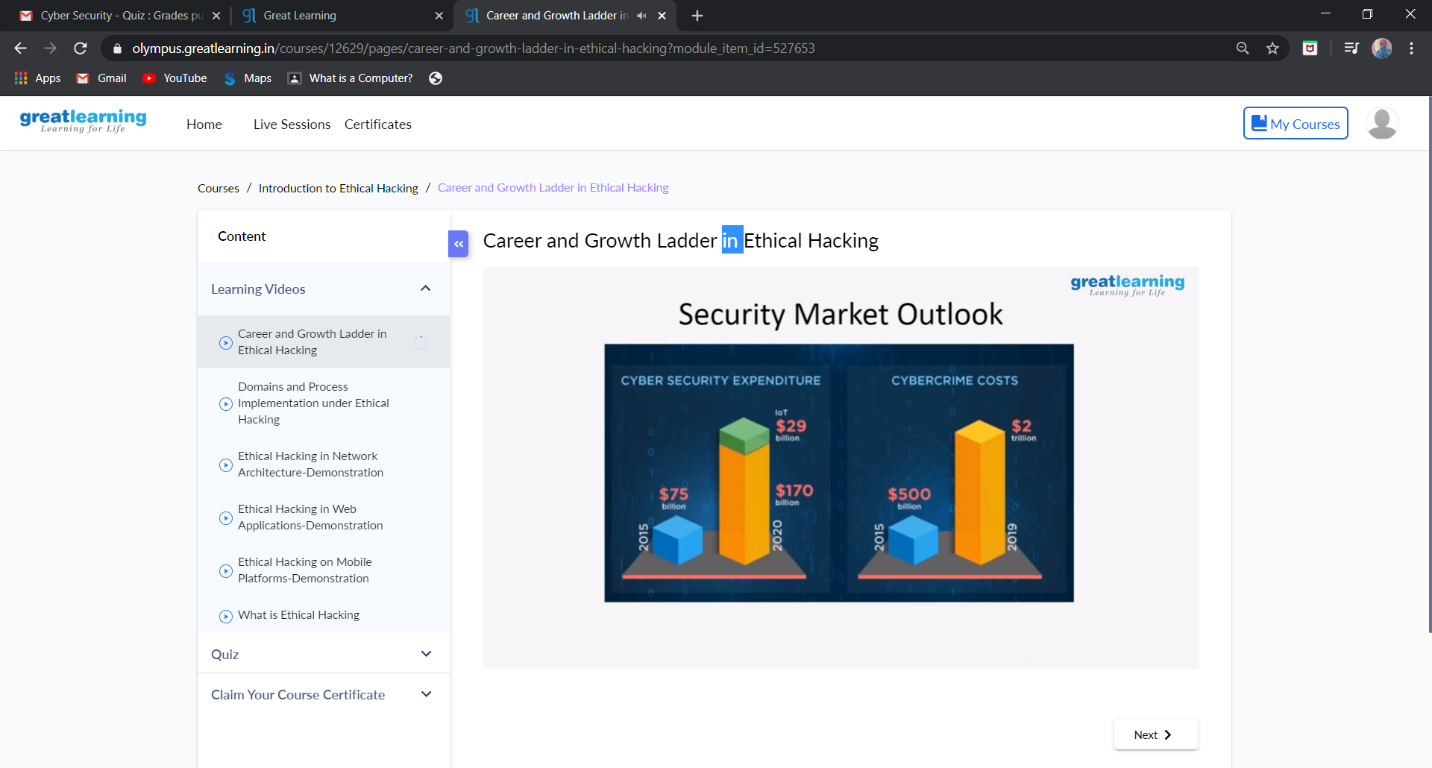 Cyber Security - Quiz : Grades pu
Great Learning
Career and Growth Ladder in
olympus.greatlearning.in/courses/12629/pages/career-and-growth-ladder-in-ethical-hacking?module_item_id=527653
Apps Gmail YouTube Maps What is a Computer?
greatlearning
Learning for Life
Home Live Sessions Certificates
My Courses
Courses / Introduction to Ethical Hacking / Career and Growth Ladder in Ethical Hacking
Content
Learning Videos
Career and Growth Ladder in
Ethical Hacking
Domains and Process
Implementation under Ethical
Hacking
Ethical Hacking in Network
Architecture-Demonstration
Ethical Hacking in Web
Applications-Demonstration
Ethical Hacking on Mobile
Platforms-Demonstration
What is Ethical Hacking
Quiz
Claim Your Course Certificate
Career and Growth Ladder in Ethical Hacking
greatlearning
Learning for Life
Security Market Outlook
CYBER SECURITY EXPENDITURE
2015
$75
billion
IoT
$29
billion
$170
billion
2020
CYBERCRIME COSTS
2015
$500
billion
$2
trillion
2019
Next